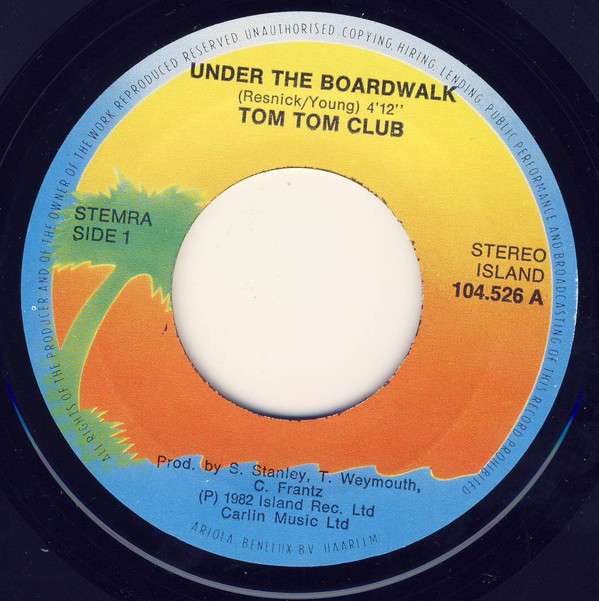 ALL RIGHTS OF THE PRODUCER AND OF THE OWNER OF THE WORK REPRODUCED RESERVED. UNAUTHORISED COPYING, HIRING, LENDING, PUBLIC PERFORMANCE AND BROADCASTING OF THIS RECORD PROHIBITED
UNDER THE BOARDWALK
(Resnick/Young) 4'12''
TOM TOM CLUB
STEMRA
SIDE 1
STEREO
ISLAND
104.526 A
Prod. by S. Stanley, T. Weymouth,
C. Frantz
(P) 1982 Island Rec. Ltd
Carlin Music Ltd
ARIOLA BENELUX B.V. HAARLEM